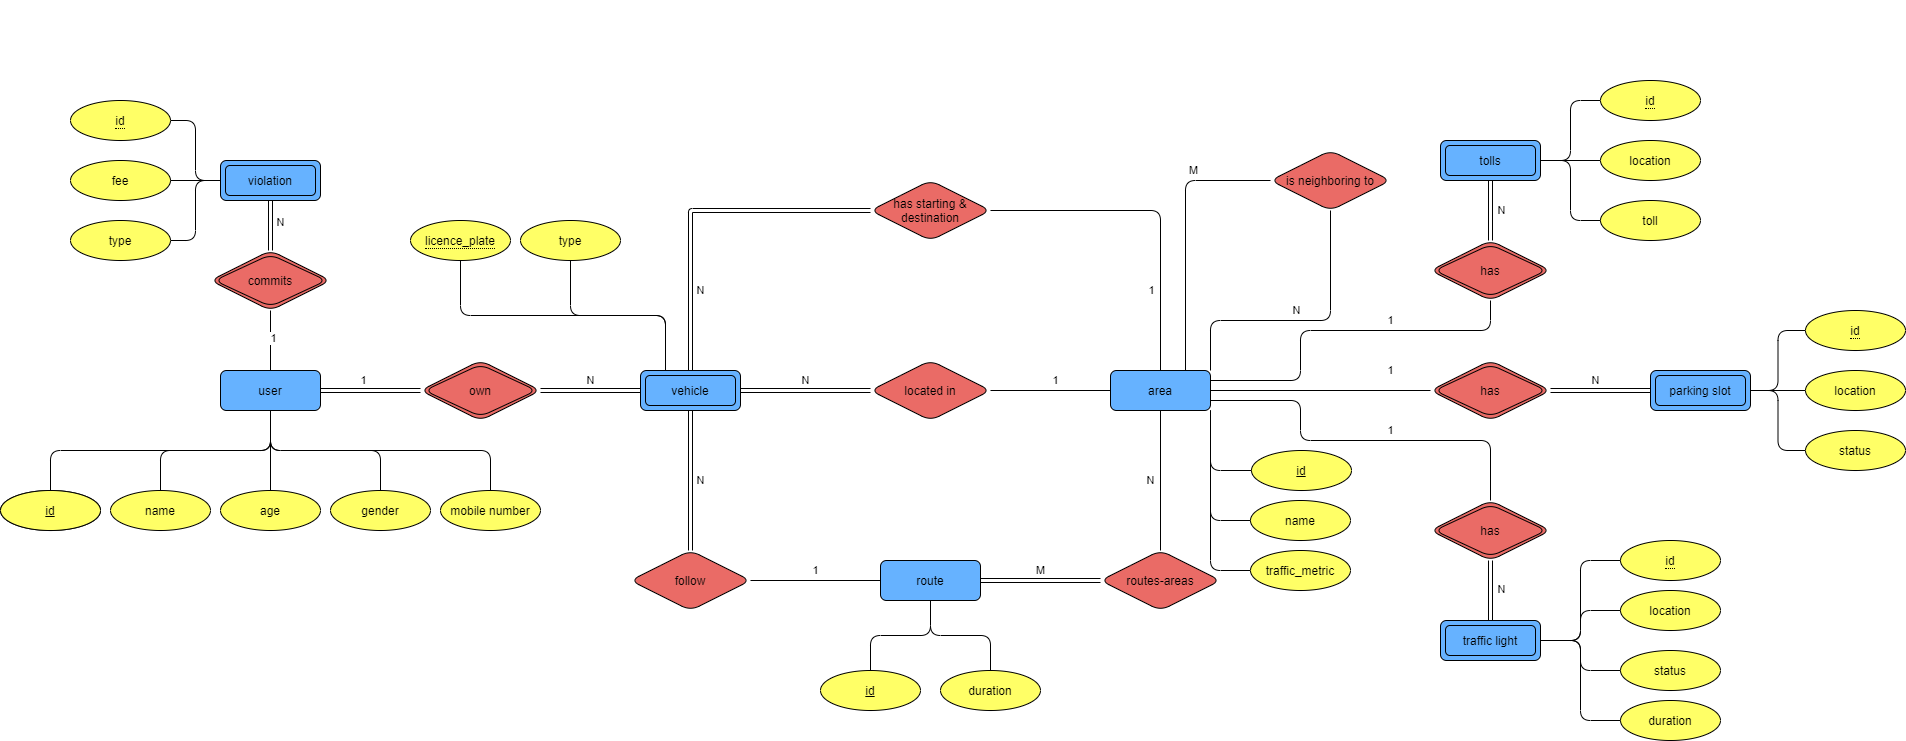 id
fee
type
violation
N
commits
1
user
id
name
age
gender
mobile number
1
own
N
licence_plate
type
vehicle
N
has starting &
destination
1
N
located in
1
N
follow
1
route
id
duration
M
routes-areas
N
area
id
name
traffic_metric
M
is neighboring to
N
1
has
N
tolls
id
location
toll
1
has
N
parking slot
id
location
status
1
has
N
traffic light
id
location
status
duration